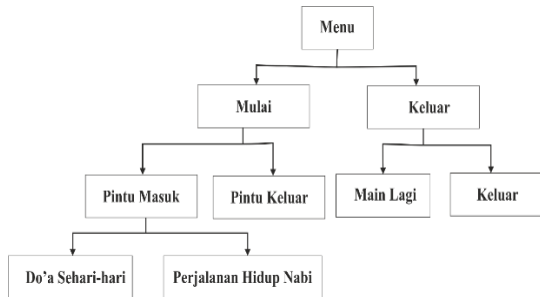 Menu
Mulai
Keluar
Pintu Masuk
Pintu Keluar
Main Lagi
Keluar
Do'a Sehari-hari
Perjalanan Hidup Nabi